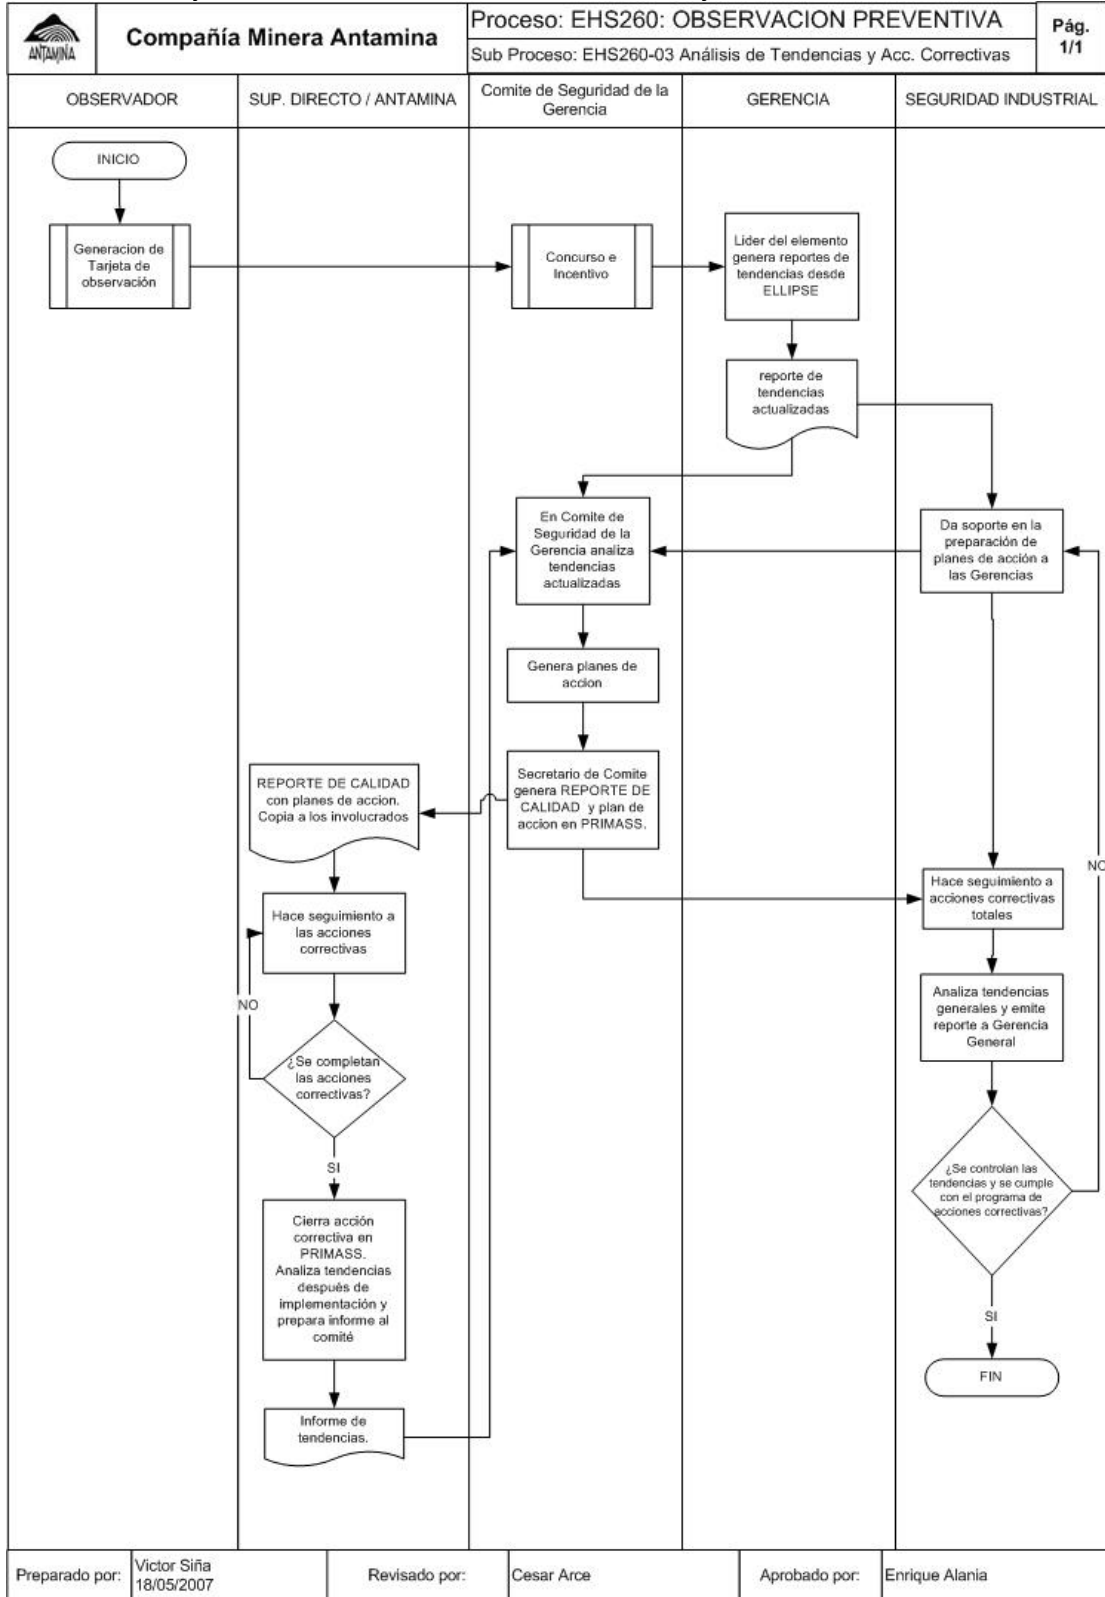 ANTAMINA
Compañía Minera Antamina
Proceso: EHS260: OBSERVACION PREVENTIVA
Sub Proceso: EHS260-03 Análisis de Tendencias y Acc. Correctivas
Pág.
1/1
OBSERVADOR
SUP. DIRECTO / ANTAMINA
Comite de Seguridad de la
Gerencia
GERENCIA
SEGURIDAD INDUSTRIAL
INICIO
Generacion de
Tarjeta de
observación
Concurso e
Incentivo
Lider del elemento
genera reportes de
tendencias desde
ELLIPSE
reporte de
tendencias
actualizadas
En Comite de
Seguridad de la
Gerencia analiza
tendencias
actualizadas
Da soporte en la
preparación de
planes de acción a
las Gerencias
Genera planes de
accion
Secretario de Comite
genera REPORTE DE
CALIDAD y plan de
accion en PRIMASS.
REPORTE DE CALIDAD
con planes de accion.
Copia a los involucrados
Hace seguimiento a
las acciones
correctivas
NO
¿Se completan
las acciones
correctivas?
SI
Cierra acción
correctiva en
PRIMASS.
Analiza tendencias
después de
implementación y
prepara informe al
comité
Informe de
tendencias.
Hace seguimiento a
acciones correctivas
totales
NO
Analiza tendencias
generales y emite
reporte a Gerencia
General
¿Se controlan las
tendencias y se cumple
con el programa de
acciones correctivas?
SI
FIN
Preparado por:
Victor Siña
18/05/2007
Revisado por:
Cesar Arce
Aprobado por:
Enrique Alania